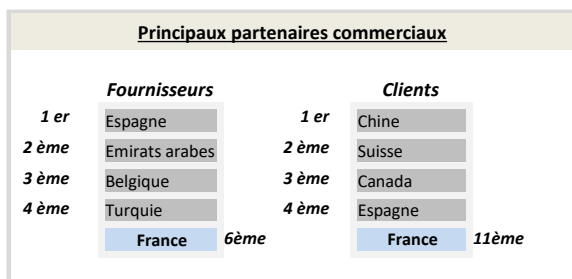 Principaux partenaires commerciaux
Fournisseurs Clients
1 er Espagne 1 er Chine
2 ème Emirats arabes 2 ème Suisse
3 ème Belgique 3 ème Canada
4 ème Turquie 4 ème Espagne
France 6ème France 11ème